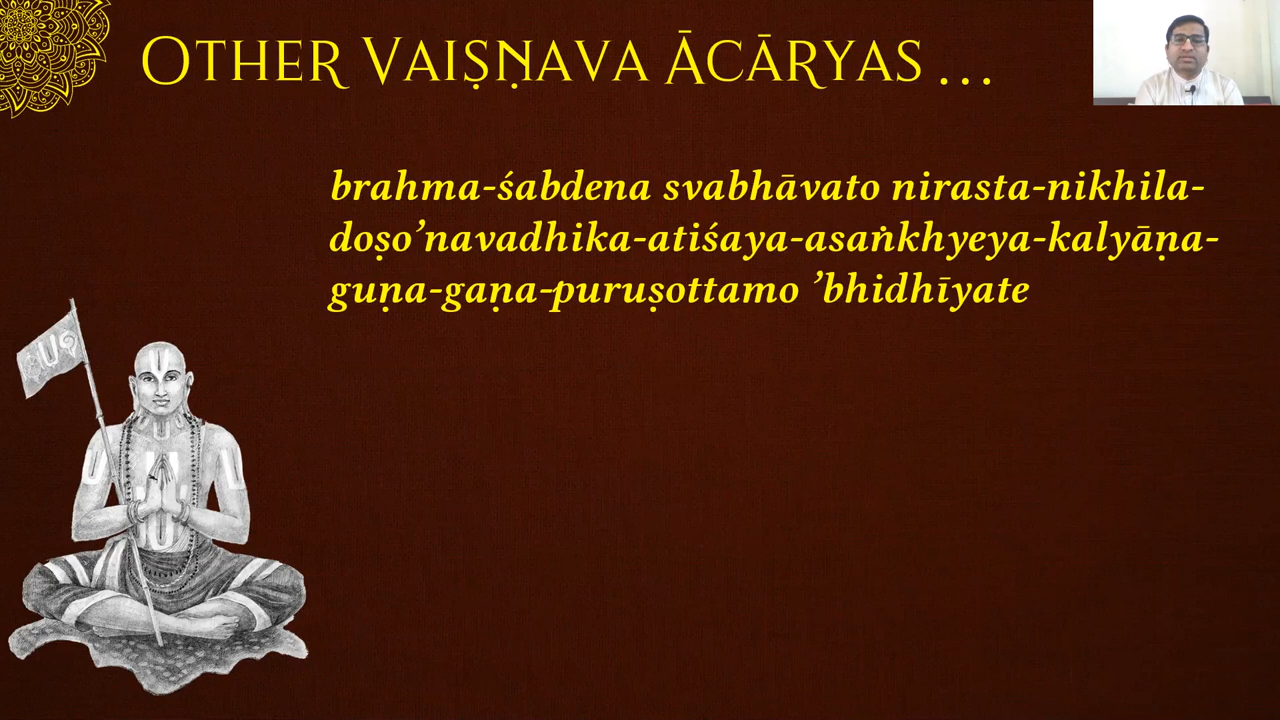 Other Vaiṣṇava Ācāryas ...
brahma-śabdena svabhāvato nirasta-nikhila-
doṣo’navadhika-atiśaya-asaṅkhyeya-kalyāṇa-
guṇa-gaṇa-puruṣottamo ’bhidhīyate